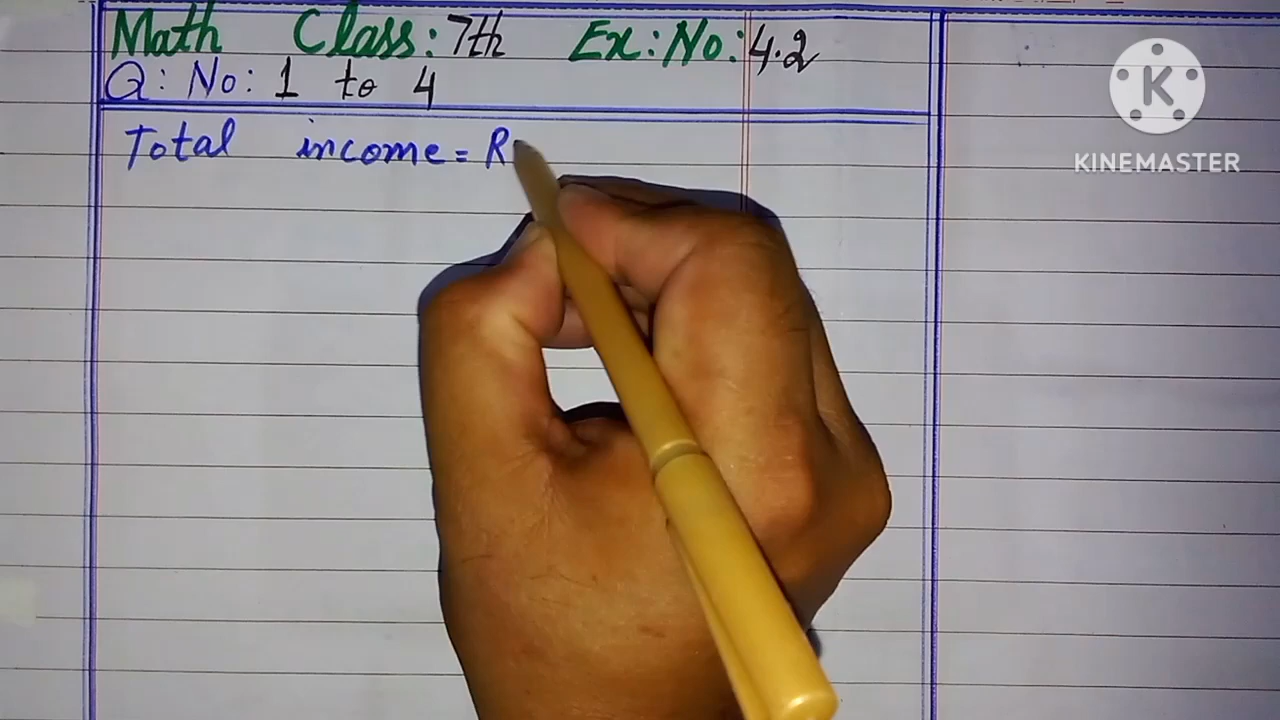 Math Class: 7th Ex: No: 4.2
Q: No: 1 to 4
Total income = R
K
KINEMASTER